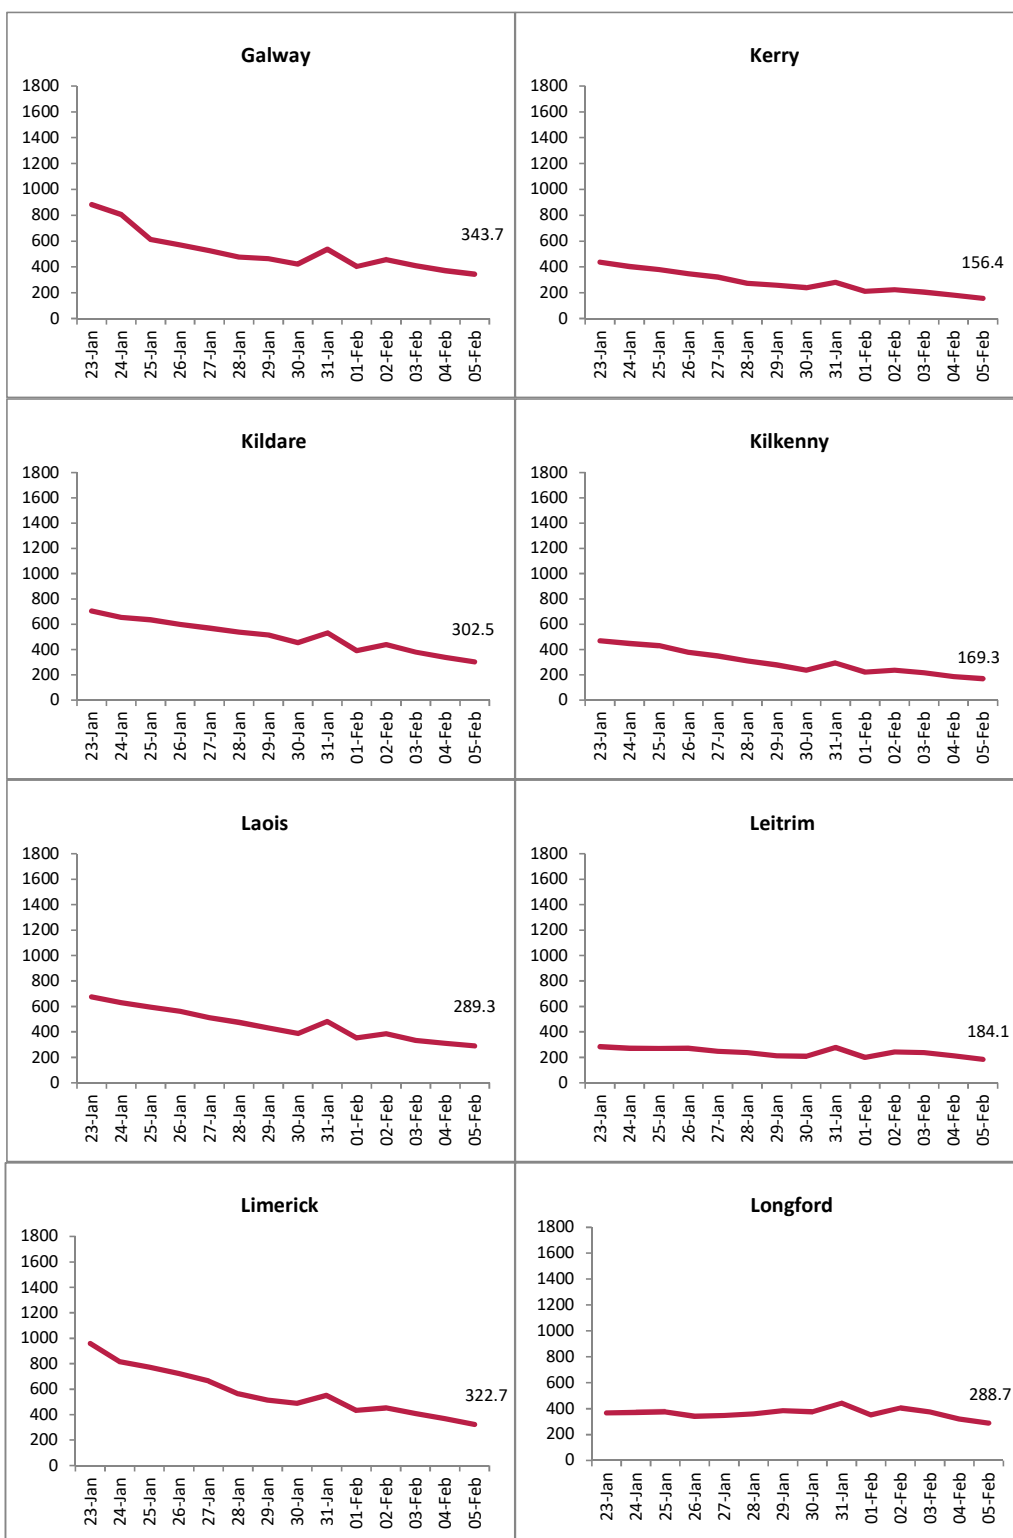 Galway
1800
1600
1400
1200
1000
800
600
400
200
0
343.7
23-Jan
24-Jan
25-Jan
26-Jan
27-Jan
28-Jan
29-Jan
30-Jan
31-Jan
01-Feb
02-Feb
03-Feb
04-Feb
05-Feb
Kerry
1800
1600
1400
1200
1000
800
600
400
200
0
156.4
23-Jan
24-Jan
25-Jan
26-Jan
27-Jan
28-Jan
29-Jan
30-Jan
31-Jan
01-Feb
02-Feb
03-Feb
04-Feb
05-Feb
Kildare
1800
1600
1400
1200
1000
800
600
400
200
0
302.5
23-Jan
24-Jan
25-Jan
26-Jan
27-Jan
28-Jan
29-Jan
30-Jan
31-Jan
01-Feb
02-Feb
03-Feb
04-Feb
05-Feb
Kilkenny
1800
1600
1400
1200
1000
800
600
400
200
0
169.3
23-Jan
24-Jan
25-Jan
26-Jan
27-Jan
28-Jan
29-Jan
30-Jan
31-Jan
01-Feb
02-Feb
03-Feb
04-Feb
05-Feb
Laois
1800
1600
1400
1200
1000
800
600
400
200
0
289.3
23-Jan
24-Jan
25-Jan
26-Jan
27-Jan
28-Jan
29-Jan
30-Jan
31-Jan
01-Feb
02-Feb
03-Feb
04-Feb
05-Feb
Leitrim
1800
1600
1400
1200
1000
800
600
400
200
0
184.1
23-Jan
24-Jan
25-Jan
26-Jan
27-Jan
28-Jan
29-Jan
30-Jan
31-Jan
01-Feb
02-Feb
03-Feb
04-Feb
05-Feb
Limerick
1800
1600
1400
1200
1000
800
600
400
200
0
322.7
23-Jan
24-Jan
25-Jan
26-Jan
27-Jan
28-Jan
29-Jan
30-Jan
31-Jan
01-Feb
02-Feb
03-Feb
04-Feb
05-Feb
Longford
1800
1600
1400
1200
1000
800
600
400
200
0
288.7
23-Jan
24-Jan
25-Jan
26-Jan
27-Jan
28-Jan
29-Jan
30-Jan
31-Jan
01-Feb
02-Feb
03-Feb
04-Feb
05-Feb